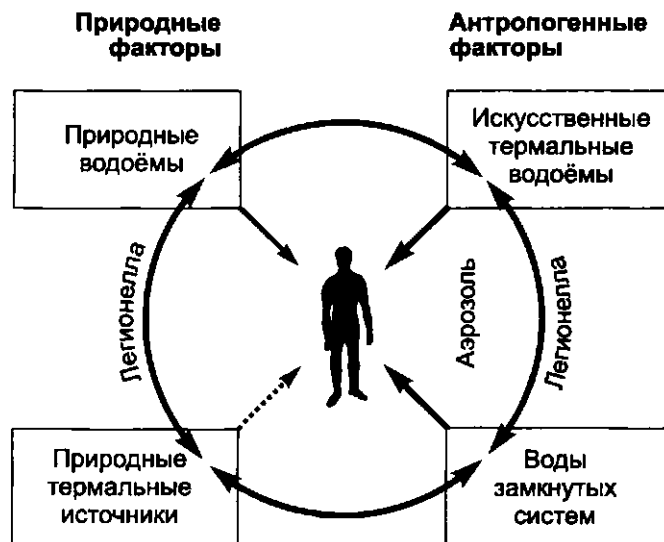 Природные
факторы
Антропогенные
факторы
Природные
водоёмы
Искусственные
термальные
водоёмы
Легионелла
Аэрозоль
Легионелла
Природные
термальные
источники
Воды
замкнутых
систем